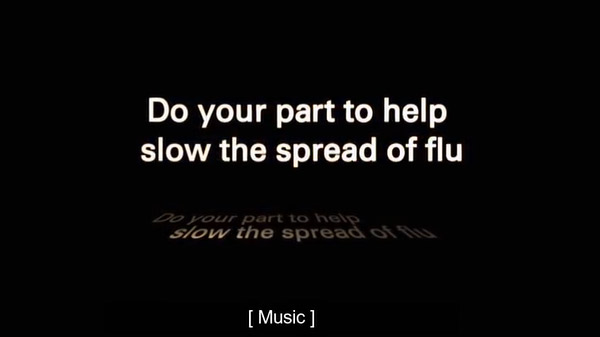 Do your part to help
slow the spread of flu
Do your part to help
slow the spread of flu
[ Music ]